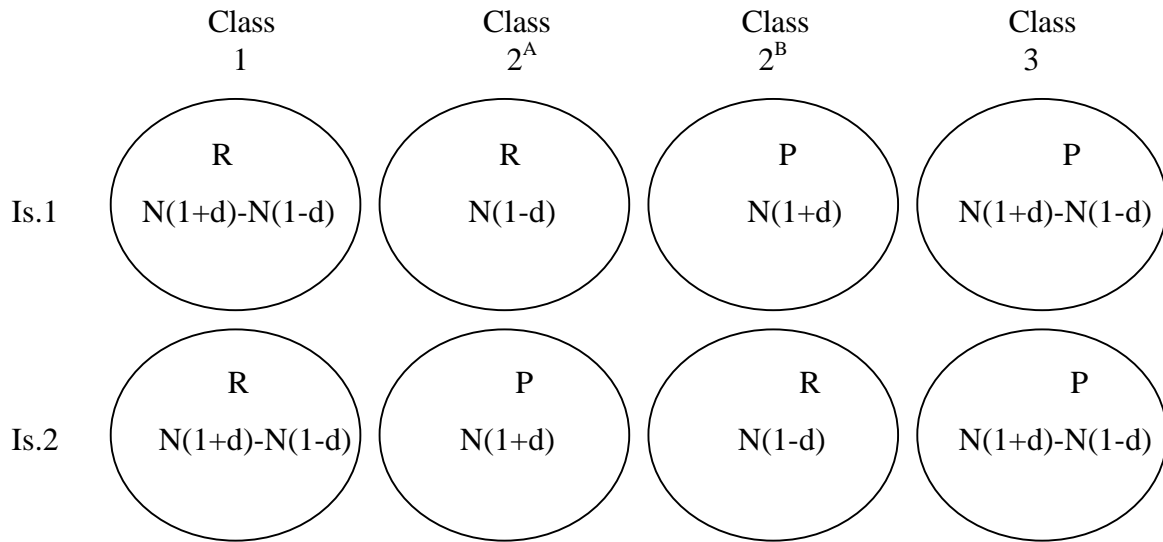 Class Class Class Class
1 2^A 2^B 3
R R P P
Is.1 N(1+d)-N(1-d) N(1-d) N(1+d) N(1+d)-N(1-d)
R P R P
Is.2 N(1+d)-N(1-d) N(1+d) N(1-d) N(1+d)-N(1-d)